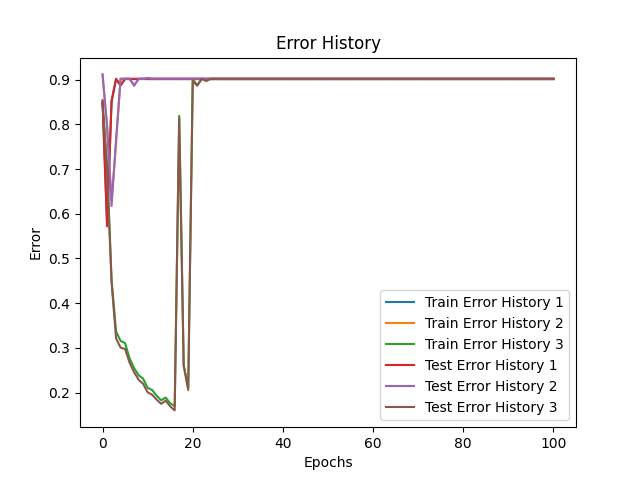 Error History
0.9
0.8
0.7
0.6
0.5
0.4
0.3
0.2
Error
0
20
40
60
80
100
Epochs
Train Error History 1
Train Error History 2
Train Error History 3
Test Error History 1
Test Error History 2
Test Error History 3